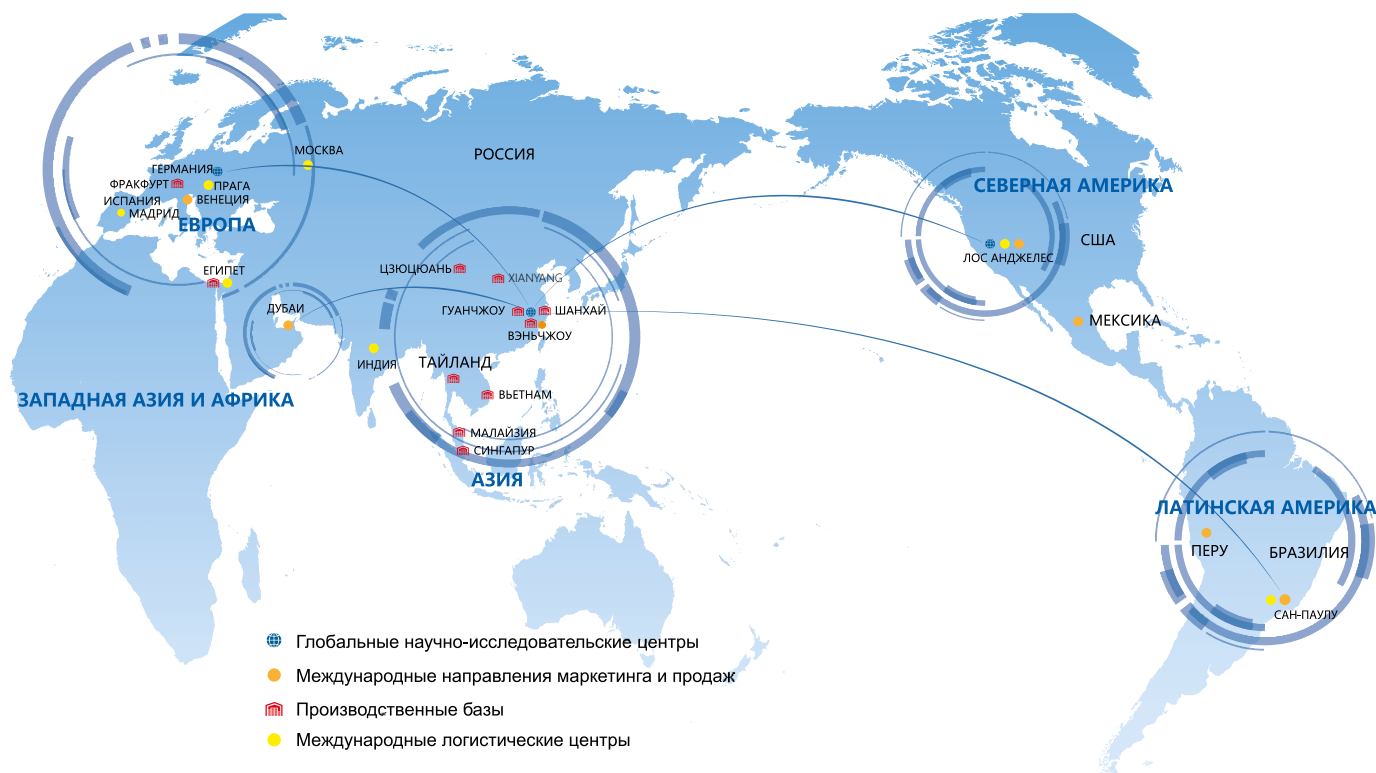 МОСКВА
РОССИЯ
ГЕРМАНИЯ
ФРАКФУРТ
ПРАГА
ИСПАНИЯ
ВЕНЕЦИЯ
МАДРИД
ЕВРОПА
СЕВЕРНАЯ АМЕРИКА
США
ЛОС АНДЖЕЛЕС
ЕГИПЕТ
ЦЗЮЦЮАНЬ
XIANYANG
ДУБАИ
ГУАНЧЖОУ
ШАНХАЙ
ВЭНЬЧЖОУ
МЕКСИКА
ИНДИЯ
ТАЙЛАНД
ВЬЕТНАМ
ЗАПАДНАЯ АЗИЯ И АФРИКА
МАЛАЙЗИЯ
СИНГАПУР
АЗИЯ
ЛАТИНСКАЯ АМЕРИКА
ПЕРУ
БРАЗИЛИЯ
САН-ПАУЛУ
Глобальные научно-исследовательские центры
Международные направления маркетинга и продаж
Производственные базы
Международные логистические центры